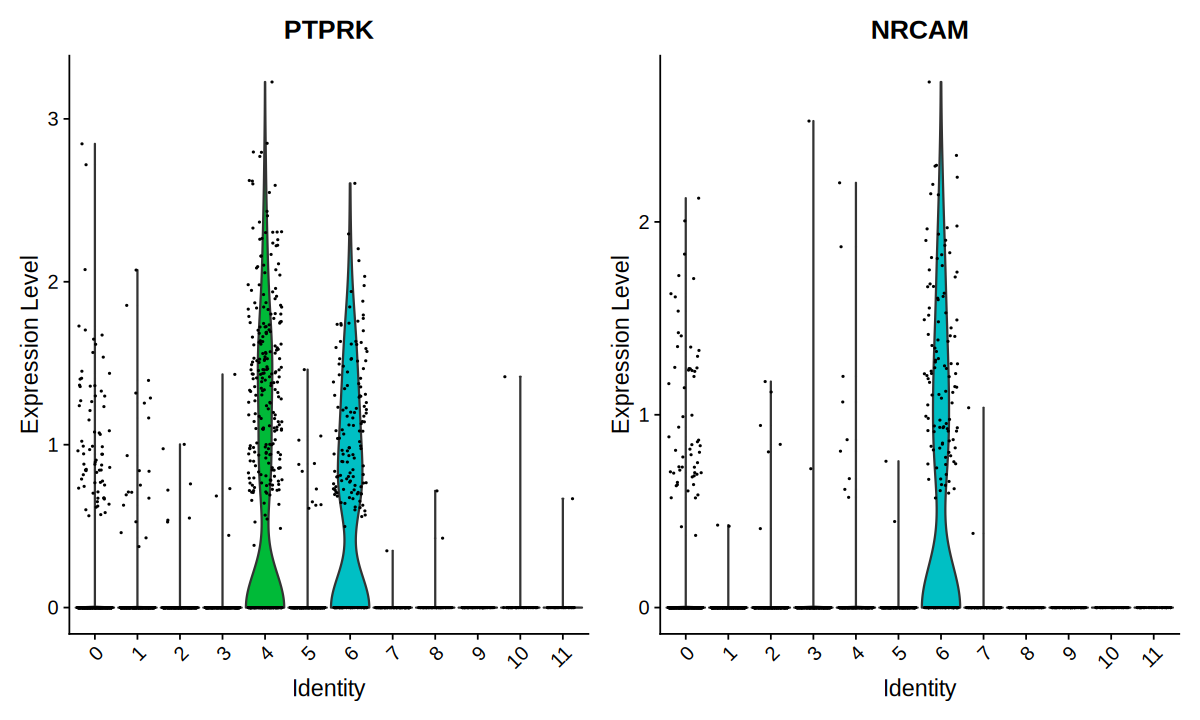 PTPRK
Expression Level
3
2
1
0
0 1 2 3 4 5 6 7 8 9 10 11
Identity
NRCAM
Expression Level
2
1
0
0 1 2 3 4 5 6 7 8 9 10 11
Identity